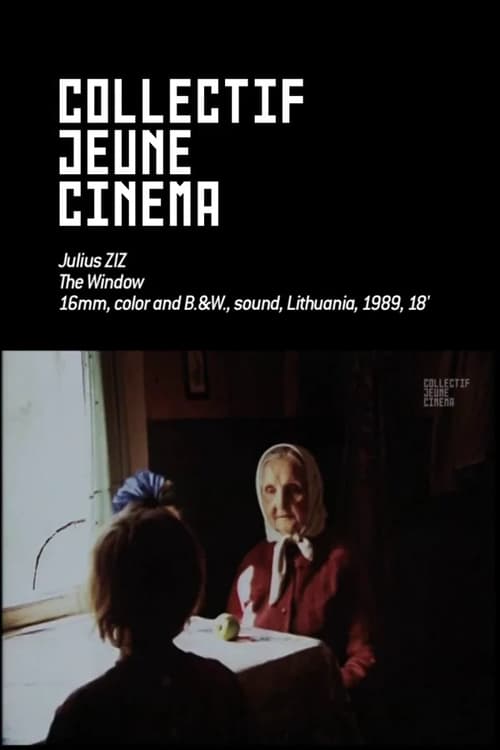 COLLECTIF
JEUNE
CINEMA
Julius ZIZ
The Window
16mm, color and B.&W., sound, Lithuania, 1989, 18'
COLLECTIF
JEUNE
CINEMA